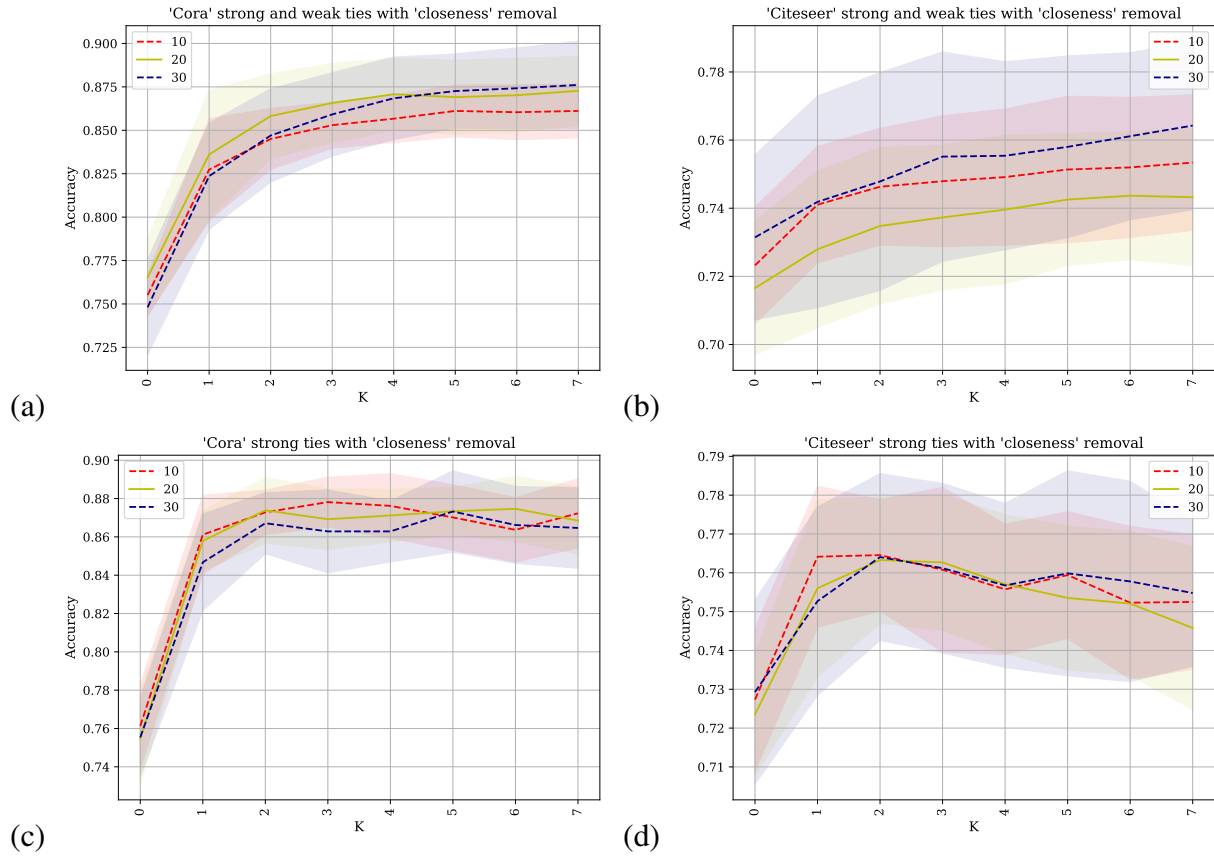 'Cora' strong and weak ties with 'closeness' removal
0.900
0.875
0.850
0.825
0.800
0.775
0.750
0.725
Accuracy
10
20
30
0 1 2 3 4 5 6 7
K
(a)
'Citeseer' strong and weak ties with 'closeness' removal
0.78
0.76
0.74
0.72
0.70
Accuracy
10
20
30
0 1 2 3 4 5 6 7
K
(b)
'Cora' strong ties with 'closeness' removal
0.90
0.88
0.86
0.84
0.82
0.80
0.78
0.76
0.74
Accuracy
10
20
30
0 1 2 3 4 5 6 7
K
(c)
'Citeseer' strong ties with 'closeness' removal
0.79
0.78
0.77
0.76
0.75
0.74
0.73
0.72
0.71
Accuracy
10
20
30
0 1 2 3 4 5 6 7
K
(d)